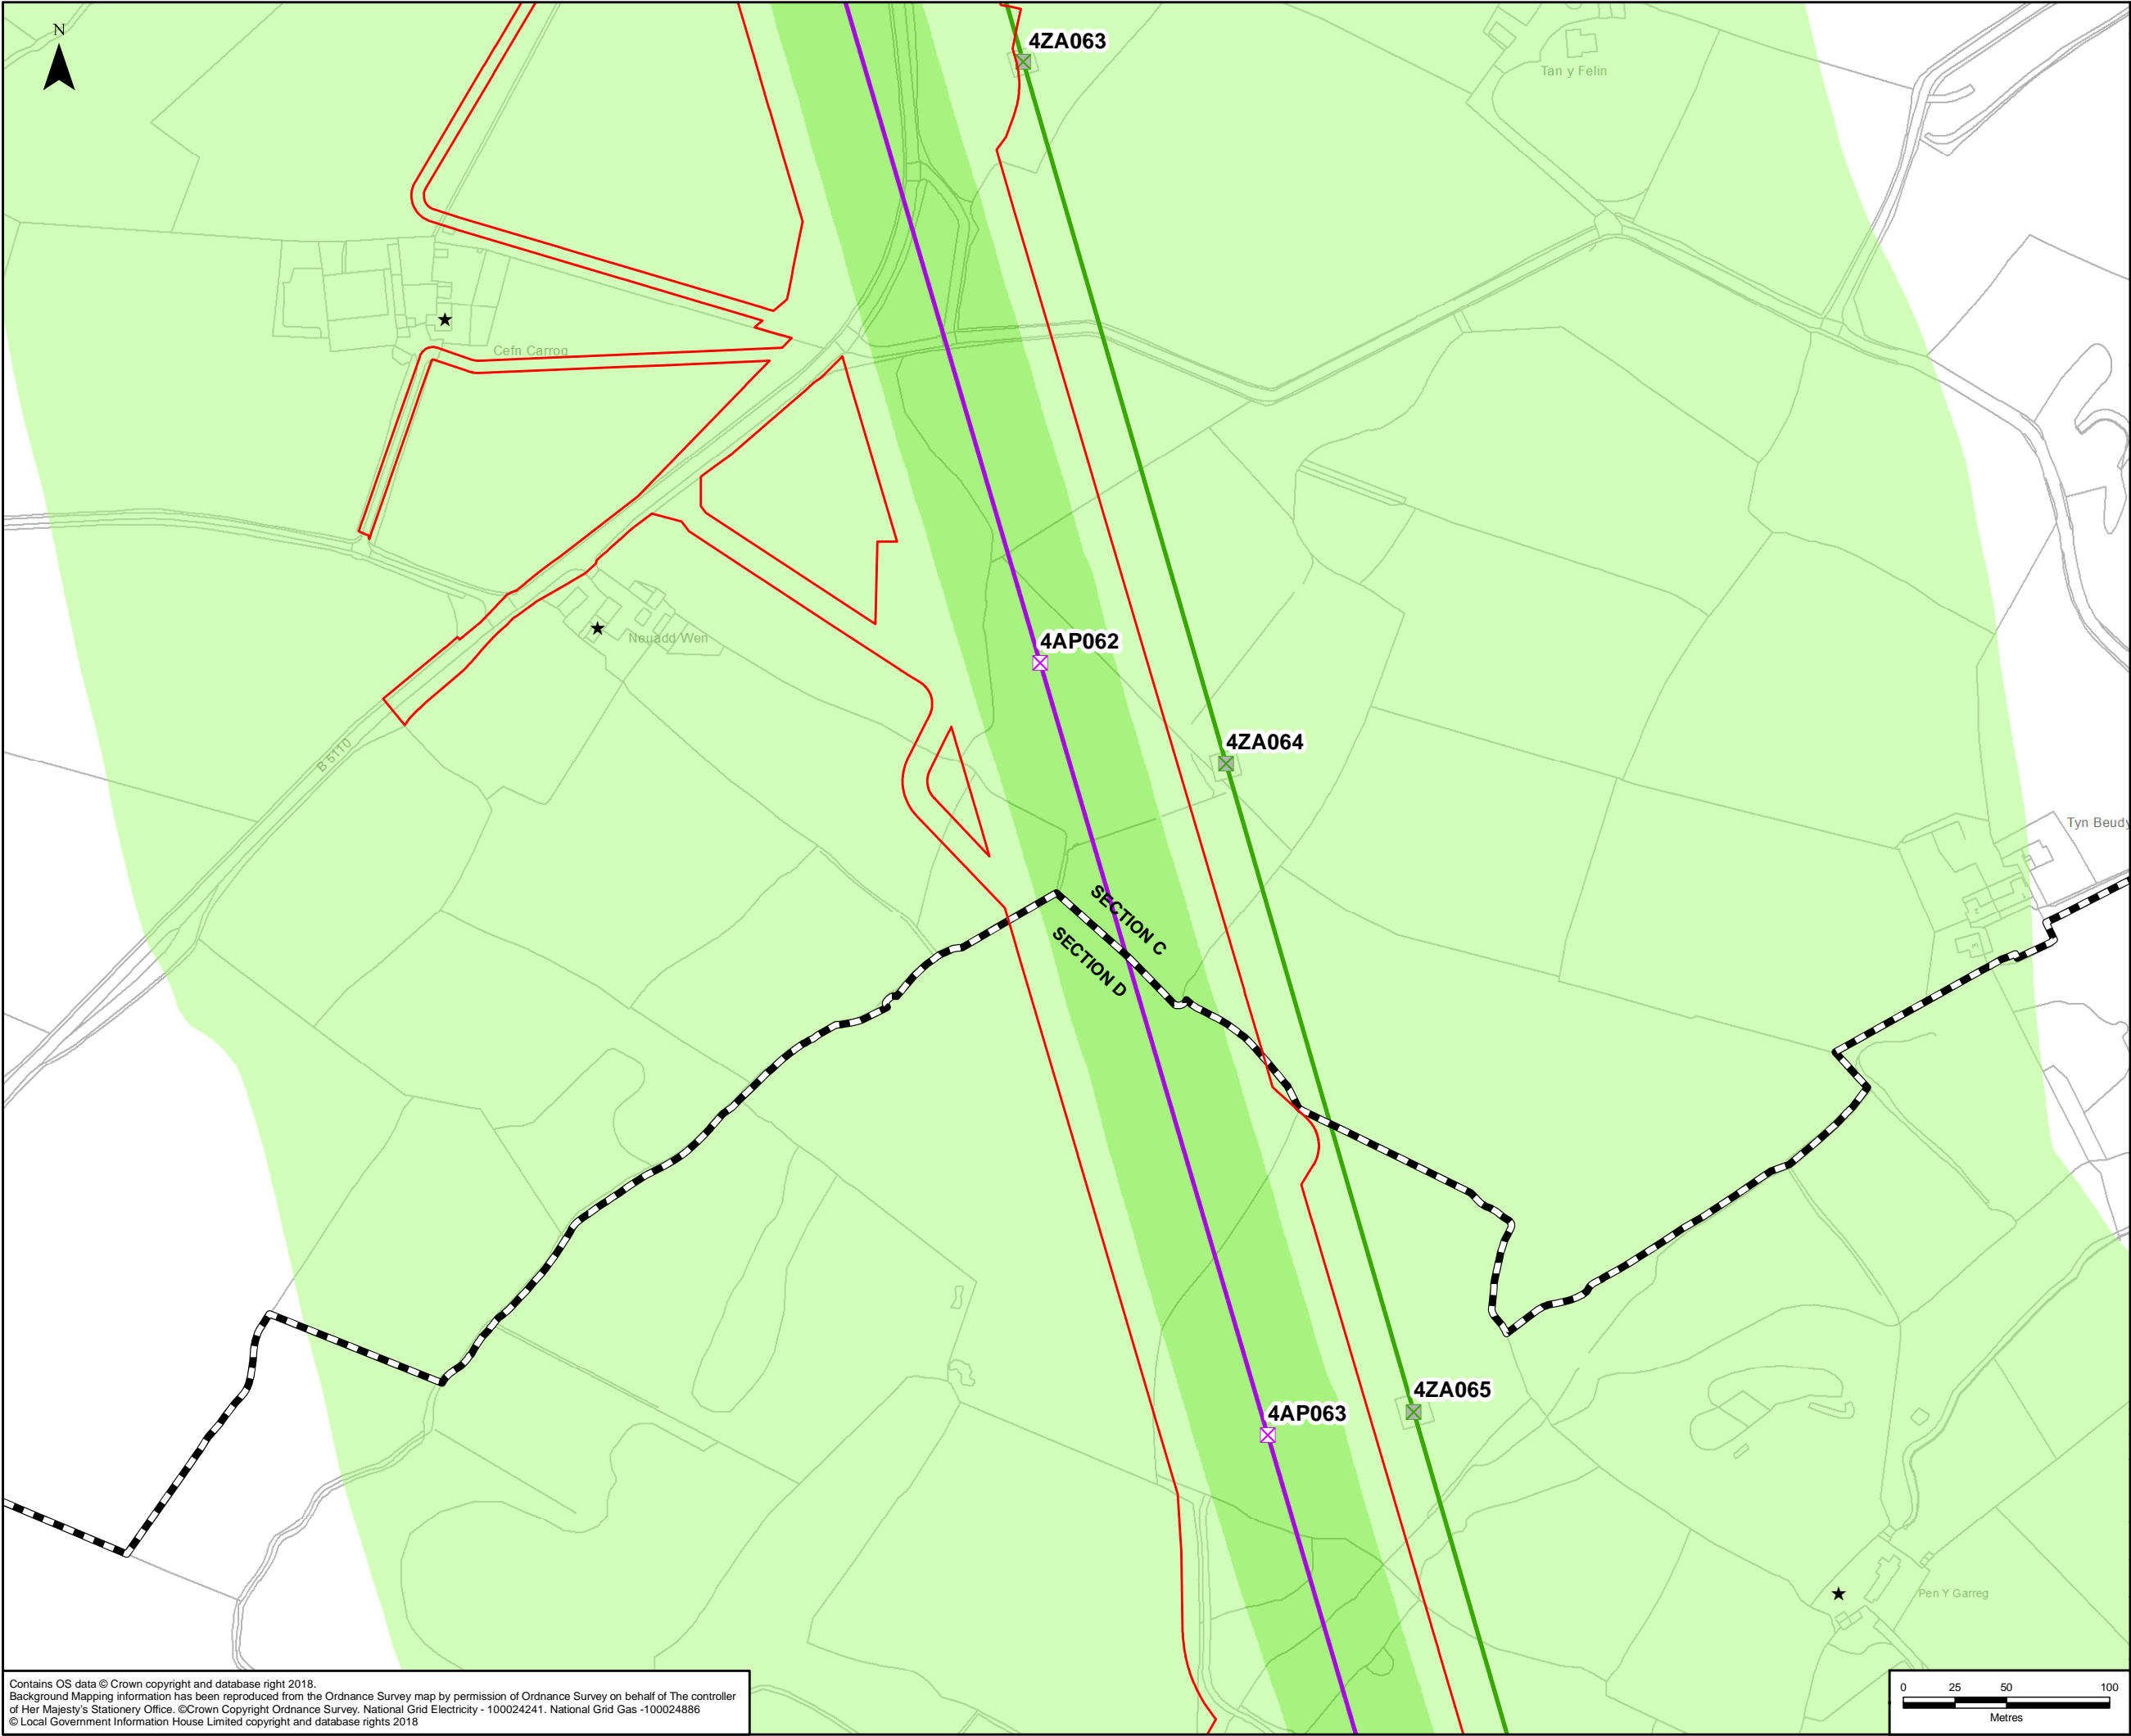 N
4ZA063
Tan y Felin
Cefn Carrog
Neuadd Wen
4AP062
B 5110
4ZA064
Tyn Beudy
SECTION C
SECTION D
4ZA065
4AP063
Pen Y Garreg
Contains OS data © Crown copyright and database right 2018.
Background Mapping information has been reproduced from the Ordnance Survey map by permission of Ordnance Survey on behalf of The controller
of Her Majesty's Stationery Office. ©Crown Copyright Ordnance Survey. National Grid Electricity - 100024241. National Grid Gas -100024886
© Local Government Information House Limited copyright and database rights 2018
0 25 50 100
Metres